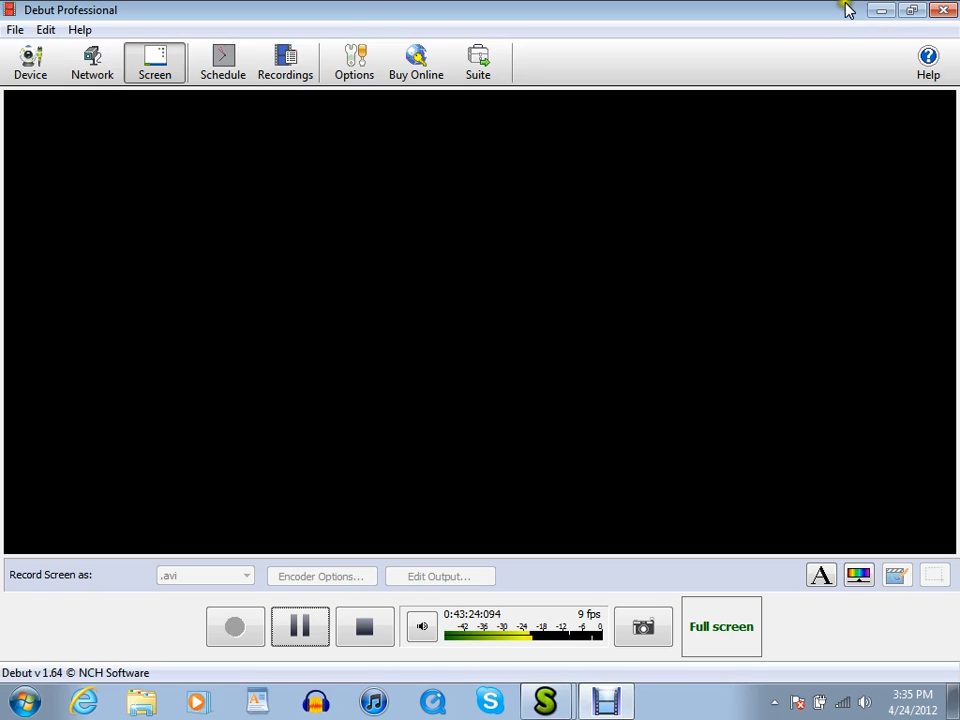 Debut Professional
File Edit Help
Device Network Screen Schedule Recordings Options Buy Online Suite Help
Record Screen as: .avi Encoder Options... Edit Output... A
0:43:24:094 9 fps
-42 -36 -30 -24 -18 -12 -6 0
Full screen
Debut v 1.64 © NCH Software
3:35 PM
4/24/2012